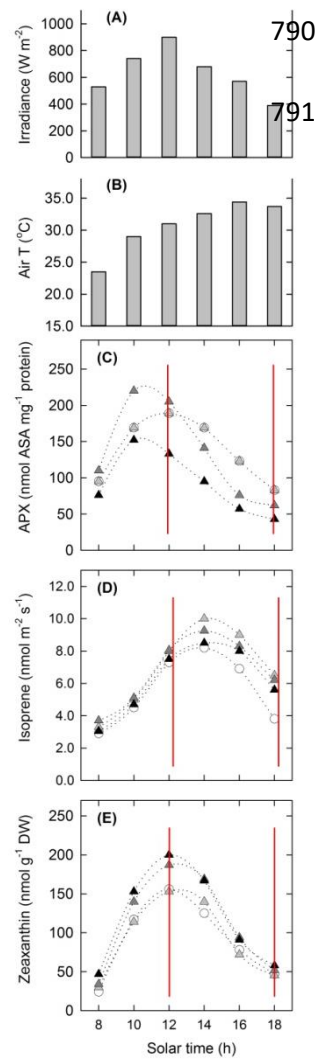 (A)
790
791
Irradiance (W m-2)
1000
800
600
400
200
0
(B)
Air T (oC)
35.0
30.0
25.0
20.0
15.0
(C)
APX (nmol ASA mg-1 protein)
250
200
150
100
50
0
(D)
Isoprene (nmol m-2 s-1)
12.0
10.0
8.0
6.0
4.0
2.0
0.0
(E)
Zeaxanthin (nmol g-1 DW)
250
200
150
100
50
0
8 10 12 14 16 18
Solar time (h)